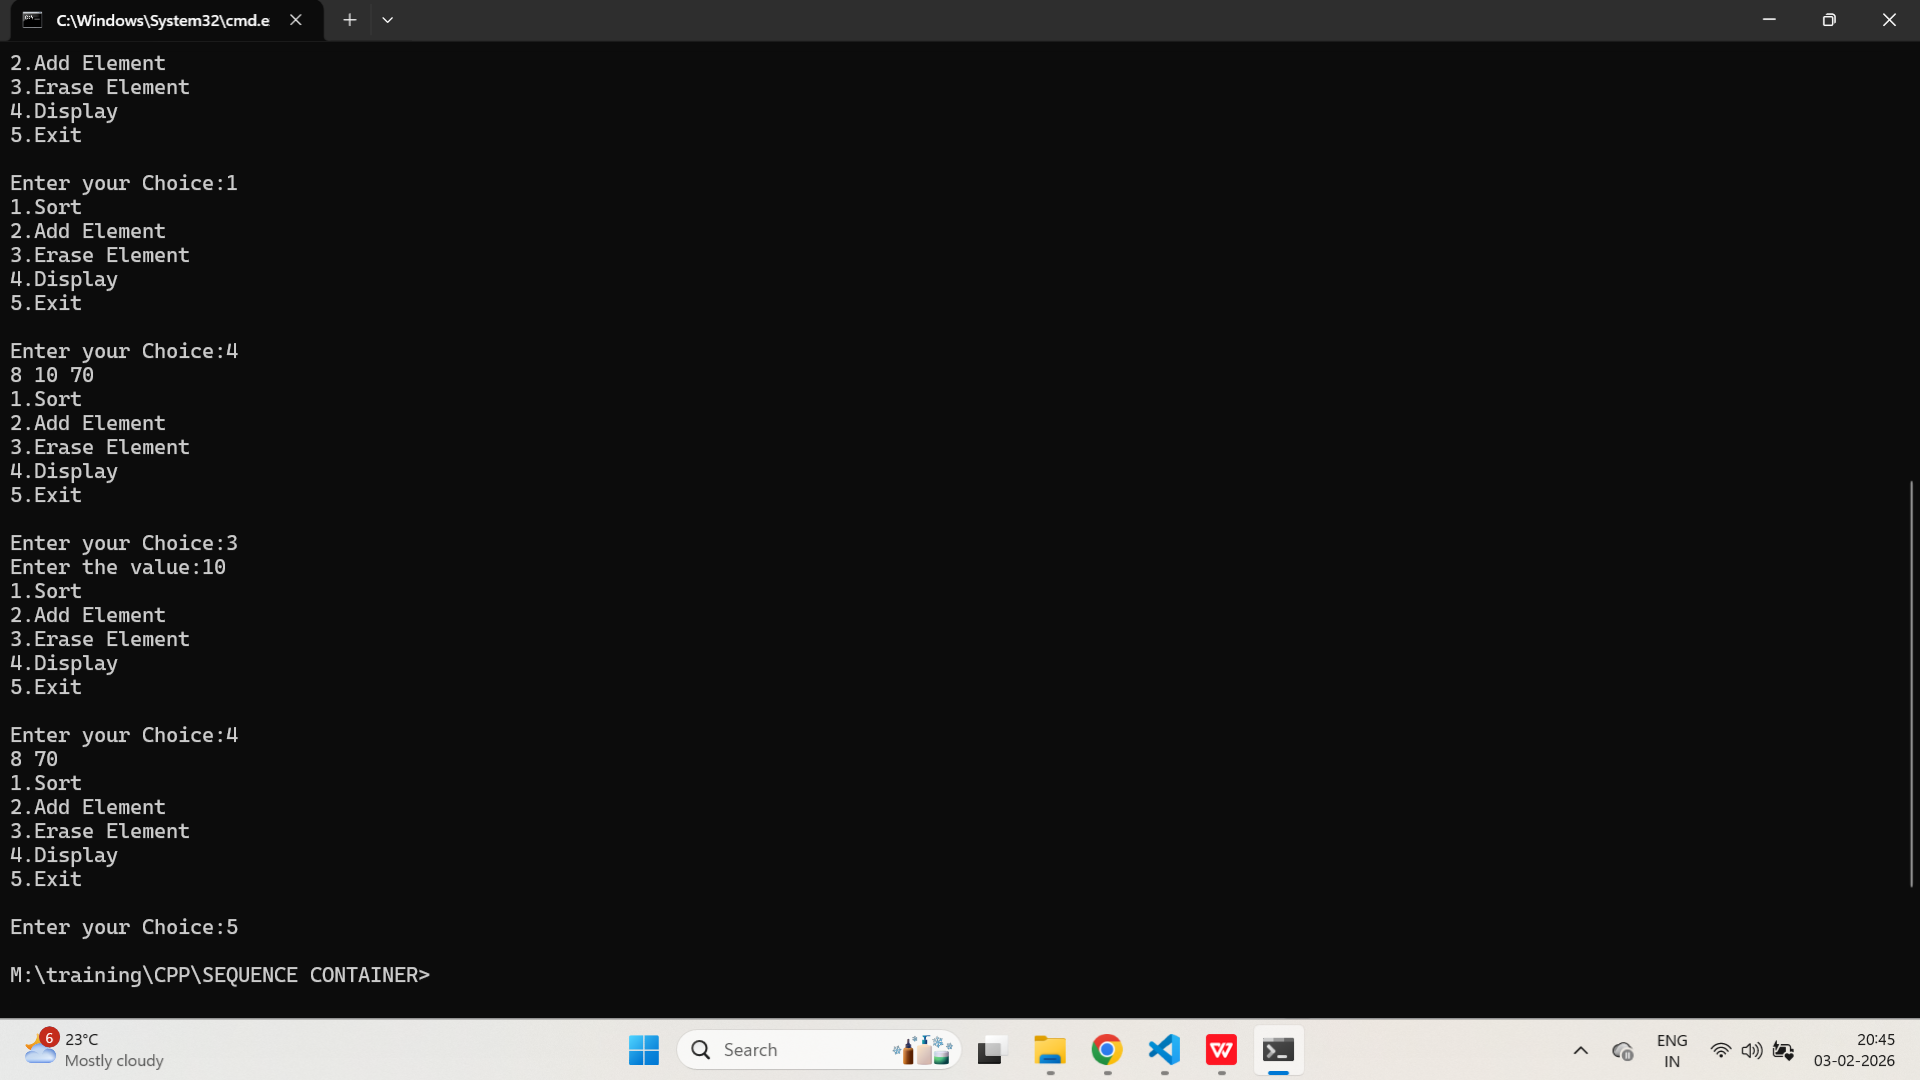 C:\Windows\System32\cmd.e
2.Add Element
3.Erase Element
4.Display
5.Exit
Enter your Choice:1
1.Sort
2.Add Element
3.Erase Element
4.Display
5.Exit
Enter your Choice:4
8 10 70
1.Sort
2.Add Element
3.Erase Element
4.Display
5.Exit
Enter your Choice:3
Enter the value:10
1.Sort
2.Add Element
3.Erase Element
4.Display
5.Exit
Enter your Choice:4
8 70
1.Sort
2.Add Element
3.Erase Element
4.Display
5.Exit
Enter your Choice:5
M:\training\CPP\SEQUENCE CONTAINER>
6
23°C
Mostly cloudy
Search
ENG
IN
20:45
03-02-2026